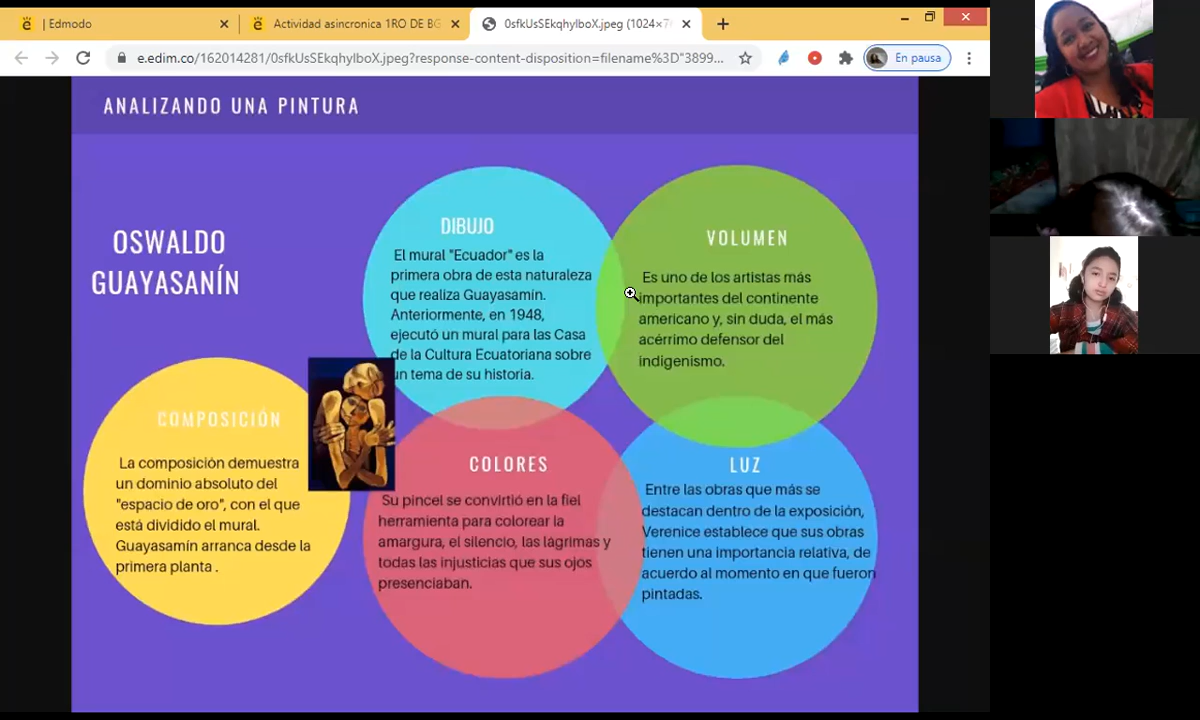 | Edmodo
Actividad asincronica 1RO DE BG
0sfkUsSEkqhyIboX.jpeg (1024×7
e.edim.co/162014281/0sfkUsSEkqhyIboX.jpeg?response-content-disposition=filename%3D"3899...
En pausa
ANALIZANDO UNA PINTURA
OSWALDO
GUAYASANÍN
DIBUJO
El mural "Ecuador" es la
primera obra de esta naturaleza
que realiza Guayasamín.
Anteriormente, en 1948,
ejecutó un mural para las Casa
de la Cultura Ecuatoriana sobre
un tema de su historia.
VOLUMEN
Es uno de los artistas más
importantes del continente
americano y, sin duda, el más
acérrimo defensor del
indigenismo.
COMPOSICIÓN
La composición demuestra
un dominio absoluto del
"espacio de oro", con el que
está dividido el mural.
Guayasamín arranca desde la
primera planta .
COLORES
Su pincel se convirtió en la fiel
herramienta para colorear la
amargura, el silencio, las lágrimas y
todas las injusticias que sus ojos
presenciaban.
LUZ
Entre las obras que más se
destacan dentro de la exposición,
Verenice establece que sus obras
tienen una importancia relativa, de
acuerdo al momento en que fueron
pintadas.